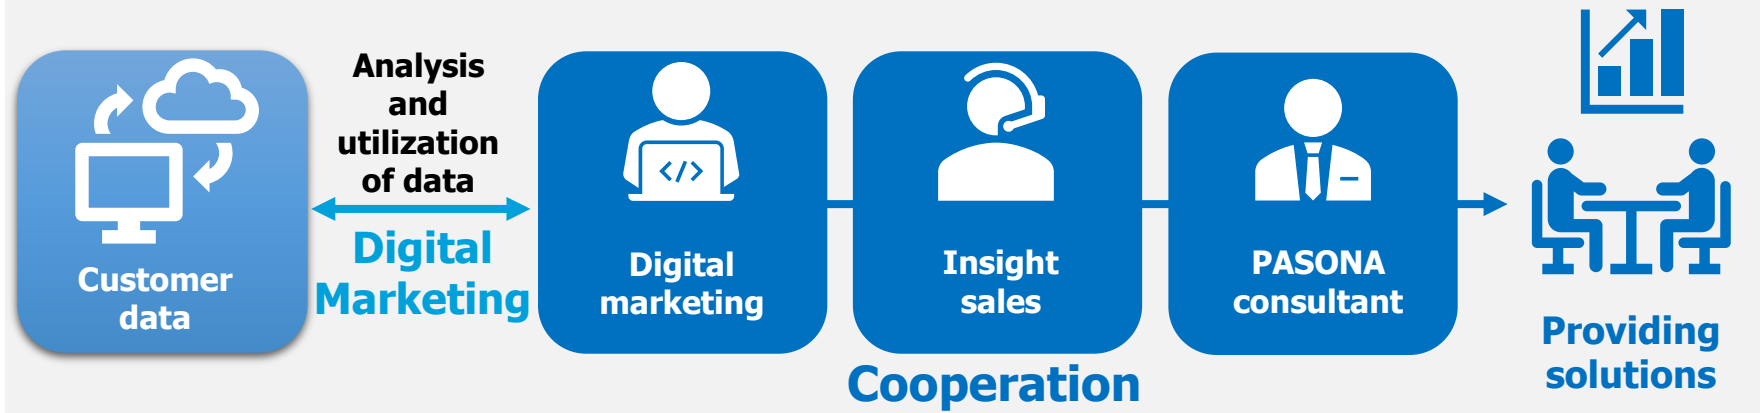 Customer
data
Analysis
and
utilization
of data
Digital
Marketing
</>
Digital
marketing
Insight
sales
PASONA
consultant
Cooperation
Providing
solutions